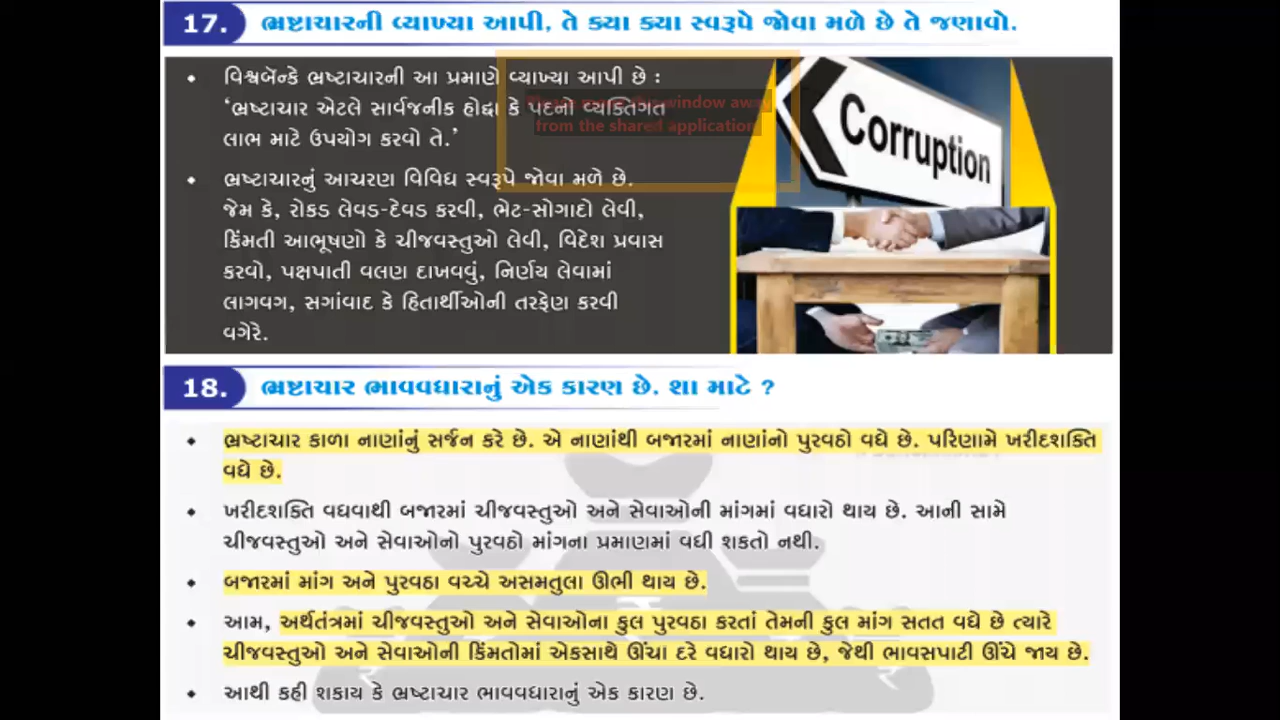 17. ભ્રષ્ટાચારની વ્યાખ્યા આપી, તે ક્યા ક્યા સ્વરૂપે જોવા મળે છે તે જણાવો.
• વિશ્વબૅન્કે ભ્રષ્ટાચારની આ પ્રમાણે વ્યાખ્યા આપી છે :
‘ભ્રષ્ટાચાર એટલે સાર્વજનીક હોદ્દા કે પદનો વ્યક્તિગત
લાભ માટે ઉપયોગ કરવો તે.’
window away
from the shared application
• ભ્રષ્ટાચારનું આચરણ વિવિધ સ્વરૂપે જોવા મળે છે.
જેમ કે, રોકડ લેવડ-દેવડ કરવી, ભેટ-સોગાદો લેવી,
કિંમતી આભૂષણો કે ચીજવસ્તુઓ લેવી, વિદેશ પ્રવાસ
કરવો, પક્ષપાતી વલણ દાખવવું, નિર્ણય લેવામાં
લાગવગ, સગાંવાદ કે હિતાર્થીઓની તરફેણ કરવી
વગેરે.
Corruption
18. ભ્રષ્ટાચાર ભાવવધારાનું એક કારણ છે. શા માટે ?
• ભ્રષ્ટાચાર કાળા નાણાંનું સર્જન કરે છે. એ નાણાંથી બજારમાં નાણાંનો પુરવઠો વધે છે. પરિણામે ખરીદશક્તિ
વધે છે.
• ખરીદશક્તિ વધવાથી બજારમાં ચીજવસ્તુઓ અને સેવાઓની માંગમાં વધારો થાય છે. આની સામે
ચીજવસ્તુઓ અને સેવાઓનો પુરવઠો માંગના પ્રમાણમાં વધી શકતો નથી.
• બજારમાં માંગ અને પુરવઠા વચ્ચે અસમતુલા ઊભી થાય છે.
• આમ, અર્થતંત્રમાં ચીજવસ્તુઓ અને સેવાઓના કુલ પુરવઠા કરતાં તેમની કુલ માંગ સતત વધે છે ત્યારે
ચીજવસ્તુઓ અને સેવાઓની કિંમતોમાં એકસાથે ઊંચા દરે વધારો થાય છે, જેથી ભાવસપાટી ઊંચે જાય છે.
• આથી કહી શકાય કે ભ્રષ્ટાચાર ભાવવધારાનું એક કારણ છે.